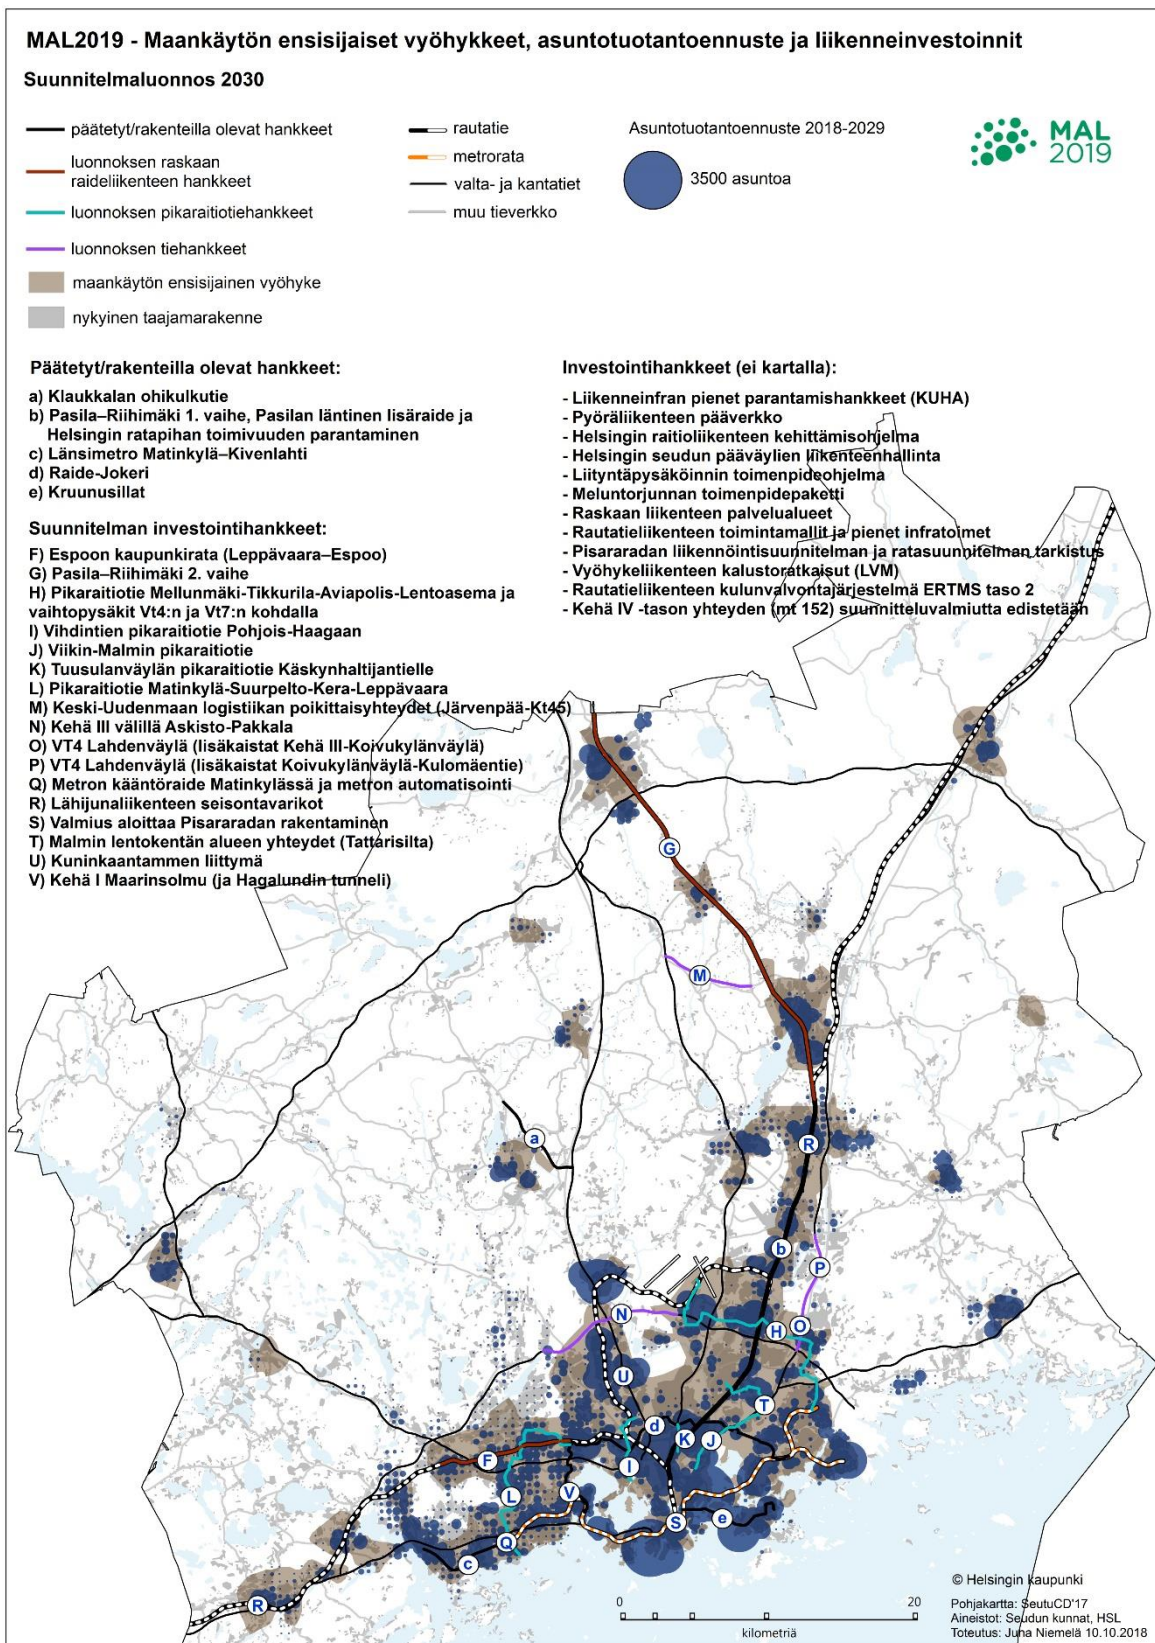 MAL2019 - Maankäytön ensisijaiset vyöhykkeet, asuntotuotantoennuste ja liikenneinvestoinnit
Suunnitelmaluonnos 2030
päätetyt/rakenteilla olevat hankkeet
luonnoksen raskaan
raideliikenteen hankkeet
luonnoksen pikaraitiotiehankkeet
luonnoksen tiehankkeet
maankäytön ensisijainen vyöhyke
nykyinen taajamarakenne
rautatie
metrorata
valta- ja kantatiet
muu tieverkko
Asuntotuotantoennuste 2018-2029
3500 asuntoa
MAL
2019
Päätetyt/rakenteilla olevat hankkeet:
a) Klaukkalan ohikulkutie
b) Pasila–Riihimäki 1. vaihe, Pasilan läntinen lisäraide ja
Helsingin ratapihan toimivuuden parantaminen
c) Länsimetro Matinkylä–Kivenlahti
d) Raide-Jokeri
e) Kruunusillat
Suunnitelman investointihankkeet:
F) Espoon kaupunkirata (Leppävaara–Espoo)
G) Pasila–Riihimäki 2. vaihe
H) Pikaraitiotie Mellunmäki-Tikkurila-Aviapolis-Lentoasema ja
vaihtopysäkit Vt4:n ja Vt7:n kohdalla
I) Vihdintien pikaraitiotie Pohjois-Haagaan
J) Viikin-Malmin pikaraitiotie
K) Tuusulanväylän pikaraitiotie Käskynhaltijantielle
L) Pikaraitiotie Matinkylä-Suurpelto-Kera-Leppävaara
M) Keski-Uudenmaan logistiikan poikittaisyhteydet (Järvenpää-Kt45)
N) Kehä III välillä Askisto-Pakkala
O) VT4 Lahdenväylä (lisäkaistat Kehä III-Koivukylänväylä)
P) VT4 Lahdenväylä (lisäkaistat Koivukylänväylä-Kulomäentie)
Q) Metron kääntöraide Matinkylässä ja metron automatisointi
R) Lähijunaliikenteen seisontavarikot
S) Valmius aloittaa Pisararadan rakentaminen
T) Malmin lentokentän alueen yhteydet (Tattarisilta)
U) Kuninkaantammen liittymä
V) Kehä I Maarinsolmu (ja Hagalundin tunneli)
Investointihankkeet (ei kartalla):
- Liikenneinfran pienet parantamishankkeet (KUHA)
- Pyöräliikenteen pääverkko
- Helsingin raitioliikenteen kehittämisohjelma
- Helsingin seudun pääväylien liikenteenhallinta
- Liityntäpysäköinnin toimenpideohjelma
- Meluntorjunnan toimenpidepaketti
- Raskaan liikenteen palvelualueet
- Rautatieliikenteen toimintamallit ja pienet infratoimet
- Pisararadan liikennöintisuunnitelman ja ratasuunnitelman tarkistus
- Vyöhykeliikenteen kalustoratkaisut (LVM)
- Rautatieliikenteen kulunvalvontajärjestelmä ERTMS taso 2
- Kehä IV -tason yhteyden (mt 152) suunnitteluvalmiutta edistetään
G
M
a
R
b
P
N
O
H
U
T
d
K
J
F
I
L
V
S
e
Q
c
R
0
20
kilometriä
© Helsingin kaupunki
Pohjakartta: SeutuCD'17
Aineistot: Seudun kunnat, HSL
Toteutus: Juna Niemelä 10.10.2018